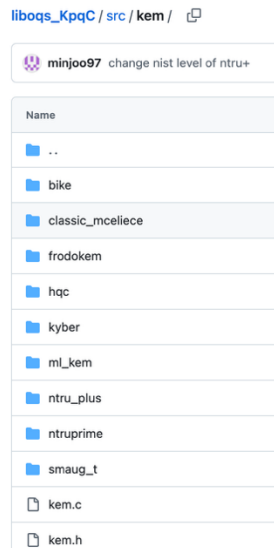 liboqs_KpqC / src / kem /
minjoo97 change nist level of ntru+
Name
..
bike
classic_mceliece
frodokem
hqc
kyber
ml_kem
ntru_plus
ntruprime
smaug_t
kem.c
kem.h